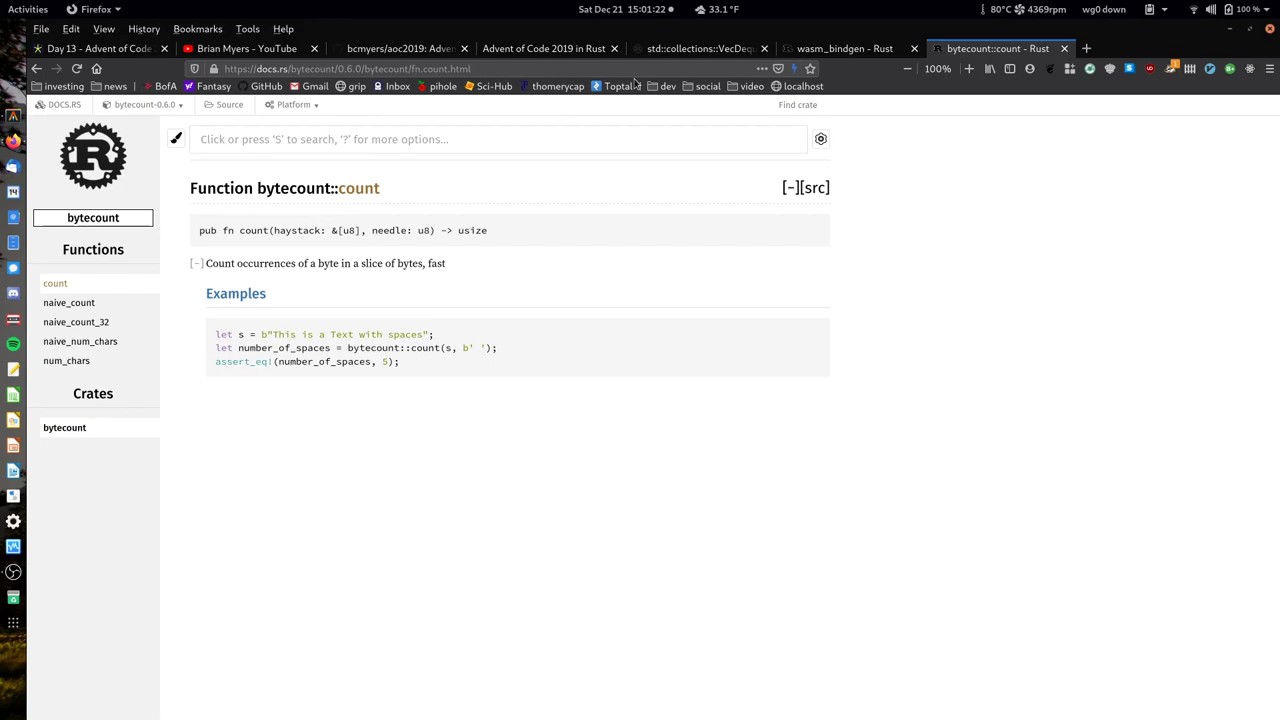 Activities
Firefox
Sat Dec 21 15:01:22
33.1 °F
80°C
4369rpm
wg0 down
100 %
File Edit View History Bookmarks Tools Help
Day 13 - Advent of Code
Brian Myers - YouTube
bcmyers/aoc2019: Adven
Advent of Code 2019 in Rust
std::collections::VecDequ
wasm_bindgen - Rust
bytecount::count - Rust
https://docs.rs/bytecount/0.6.0/bytecount/fn.count.html
100%
investing
news
BofA
Fantasy
GitHub
Gmail
grip
Inbox
pihole
Sci-Hub
thomerycap
Toptal
dev
social
video
localhost
DOCS.RS
bytecount-0.6.0
Source
Platform
Find crate
Click or press ‘S’ to search, ‘?’ for more options…
Function bytecount::count
[−][src]
pub fn count(haystack: &[u8], needle: u8) -> usize
[−] Count occurrences of a byte in a slice of bytes, fast
Examples
let s = b"This is a Text with spaces";
let number_of_spaces = bytecount::count(s, b' ');
assert_eq!(number_of_spaces, 5);
bytecount
Functions
count
naive_count
naive_count_32
naive_num_chars
num_chars
Crates
bytecount